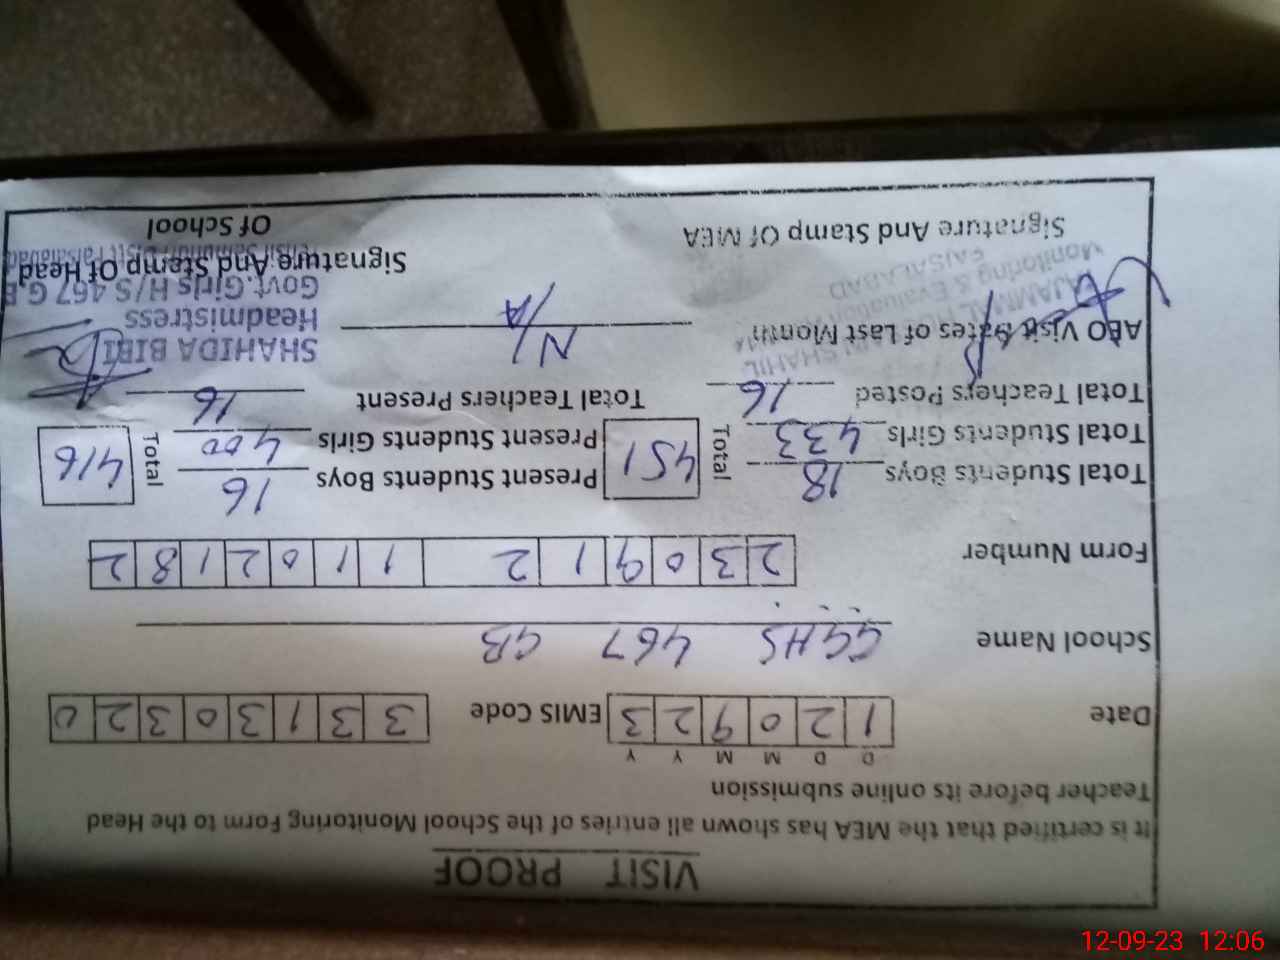 VISIT PROOF
It is certified that the MEA has shown all entries of the School Monitoring Form to the Head
Teacher before its online submission
D D M M Y Y
Date 1 2 0 9 2 3 EMIS Code 3 3 1 3 0 3 2 0
School Name GGHS 467 GB
Form Number 2 3 0 9 1 2 1 1 0 2 1 8 2
Total Students Boys 18 Total 451 Present Students Boys 16 Total 416
Total Students Girls 433 Present Students Girls 400
Total Teachers Posted 16 Total Teachers Present 16
AEO Visit Dates of Last Month N/A
SHAHIDA BIBI
Headmistress
Govt.Girls H/S 467 G.B
Monitoring & Evaluation
FAISALABAD
Signature And Stamp Of MEA
Signature And Stamp Of Head
Of School
12-09-23 12:06